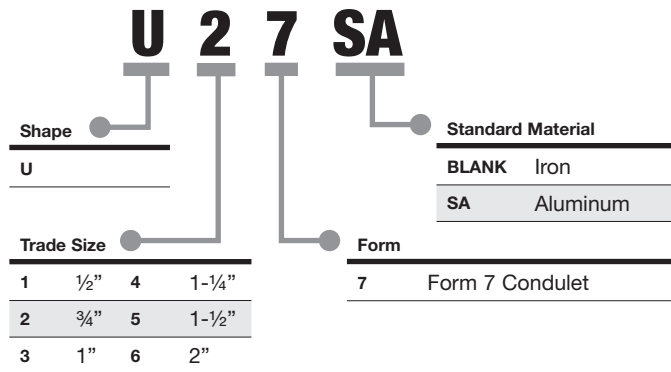 U 2 7 SA
Shape
U
Standard Material
BLANK Iron
SA Aluminum
Trade Size
1 ½” 4 1-¼”
2 ¾” 5 1-½”
3 1” 6 2”
Form
7 Form 7 Condulet